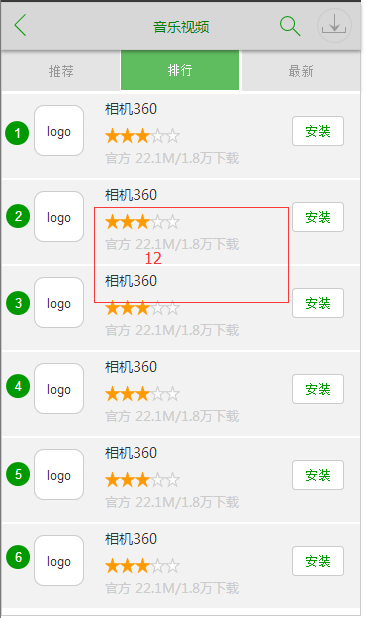 音乐视频
推荐 排行 最新
相机360
1 logo 安装
官方 22.1M/1.8万下载
相机360
2 logo 安装
官方 22.1M/1.8万下载
12
相机360
3 logo 安装
官方 22.1M/1.8万下载
相机360
4 logo 安装
官方 22.1M/1.8万下载
相机360
5 logo 安装
官方 22.1M/1.8万下载
相机360
6 logo 安装
官方 22.1M/1.8万下载